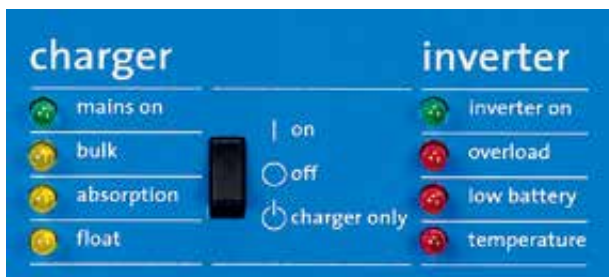 charger
mains on
bulk
absorption
float
on
off
charger only
inverter
inverter on
overload
low battery
temperature